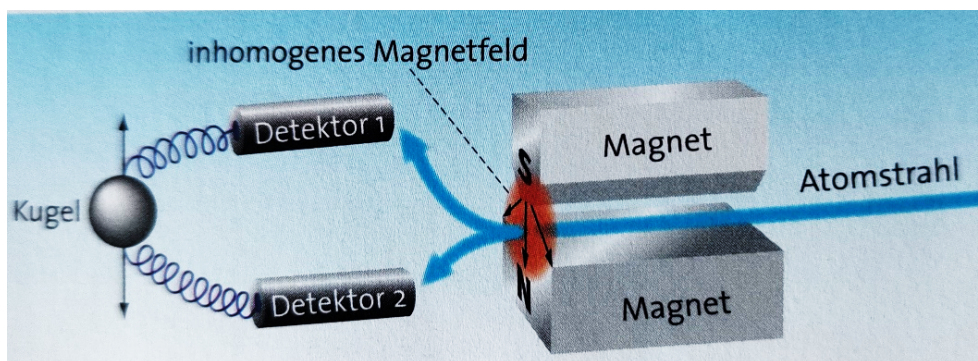 inhomogenes Magnetfeld
Detektor 1
Magnet
S
Atomstrahl
Kugel
N
Detektor 2
Magnet